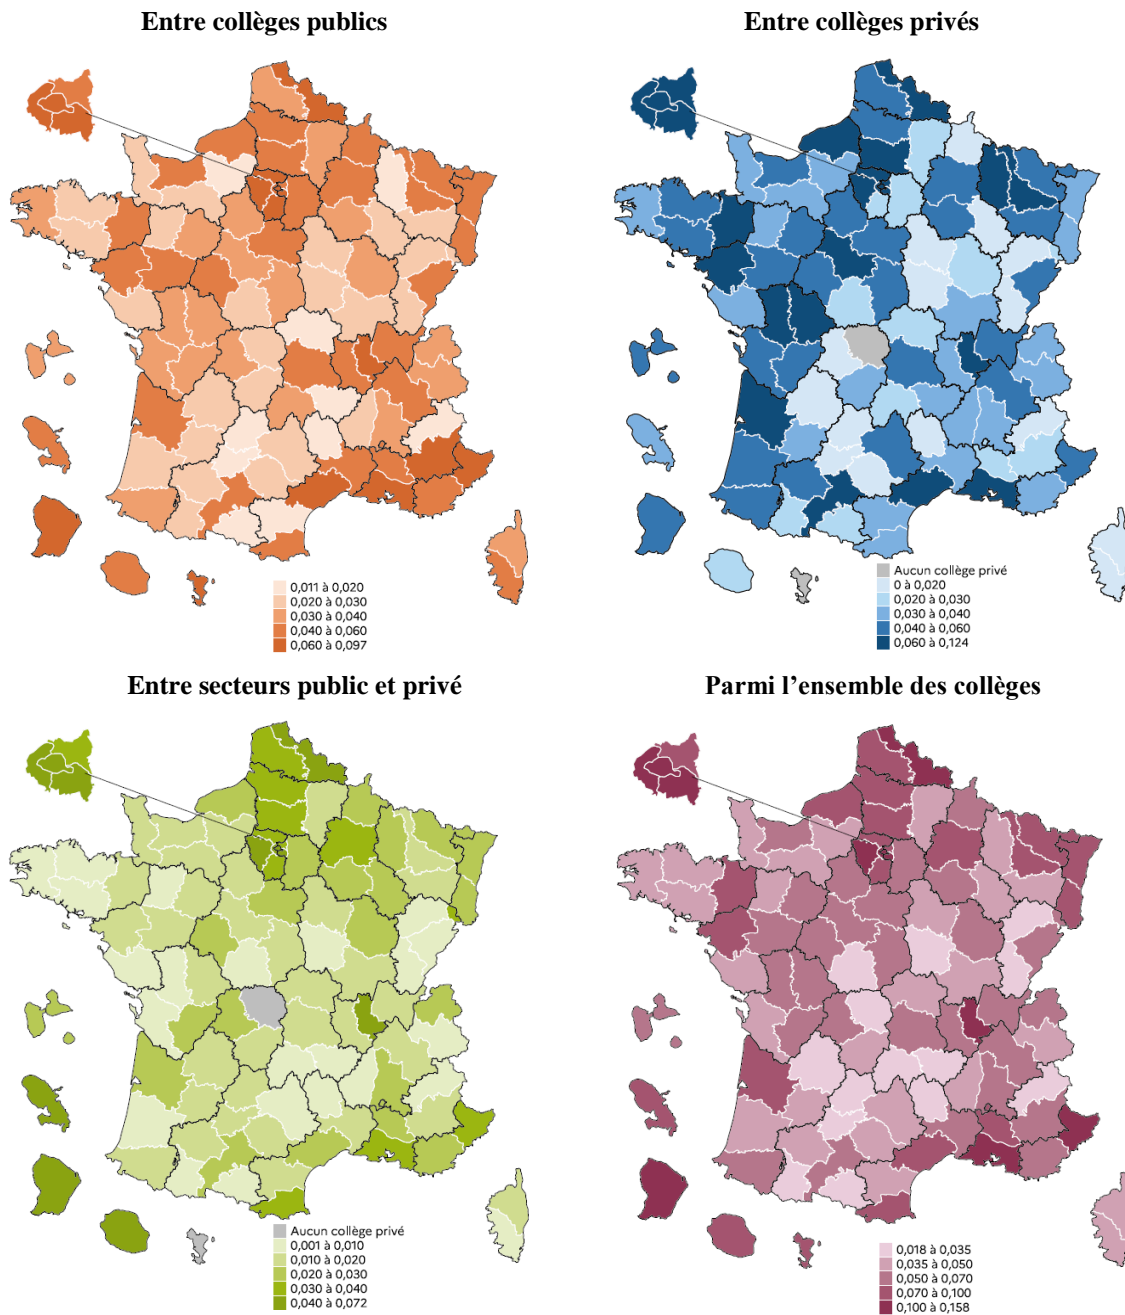 Entre collèges publics
0,011 à 0,020
0,020 à 0,030
0,030 à 0,040
0,040 à 0,060
0,060 à 0,097
Entre collèges privés
Aucun collège privé
0 à 0,020
0,020 à 0,030
0,030 à 0,040
0,040 à 0,060
0,060 à 0,124
Entre secteurs public et privé
Aucun collège privé
0,001 à 0,010
0,010 à 0,020
0,020 à 0,030
0,030 à 0,040
0,040 à 0,072
Parmi l’ensemble des collèges
0,018 à 0,035
0,035 à 0,050
0,050 à 0,070
0,070 à 0,100
0,100 à 0,158